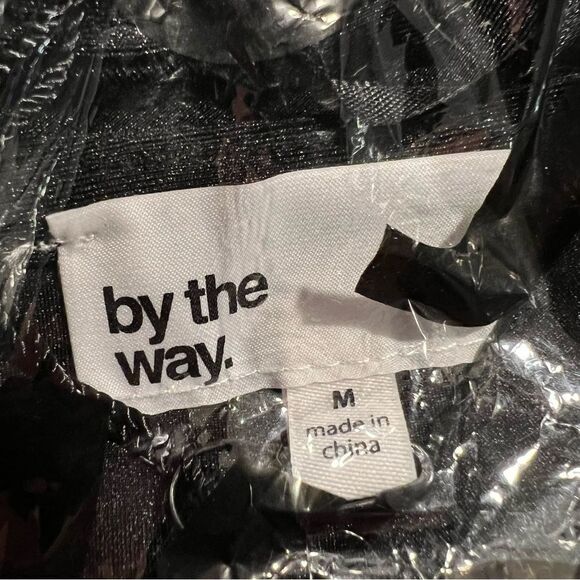 by the
way.
M
made in
china